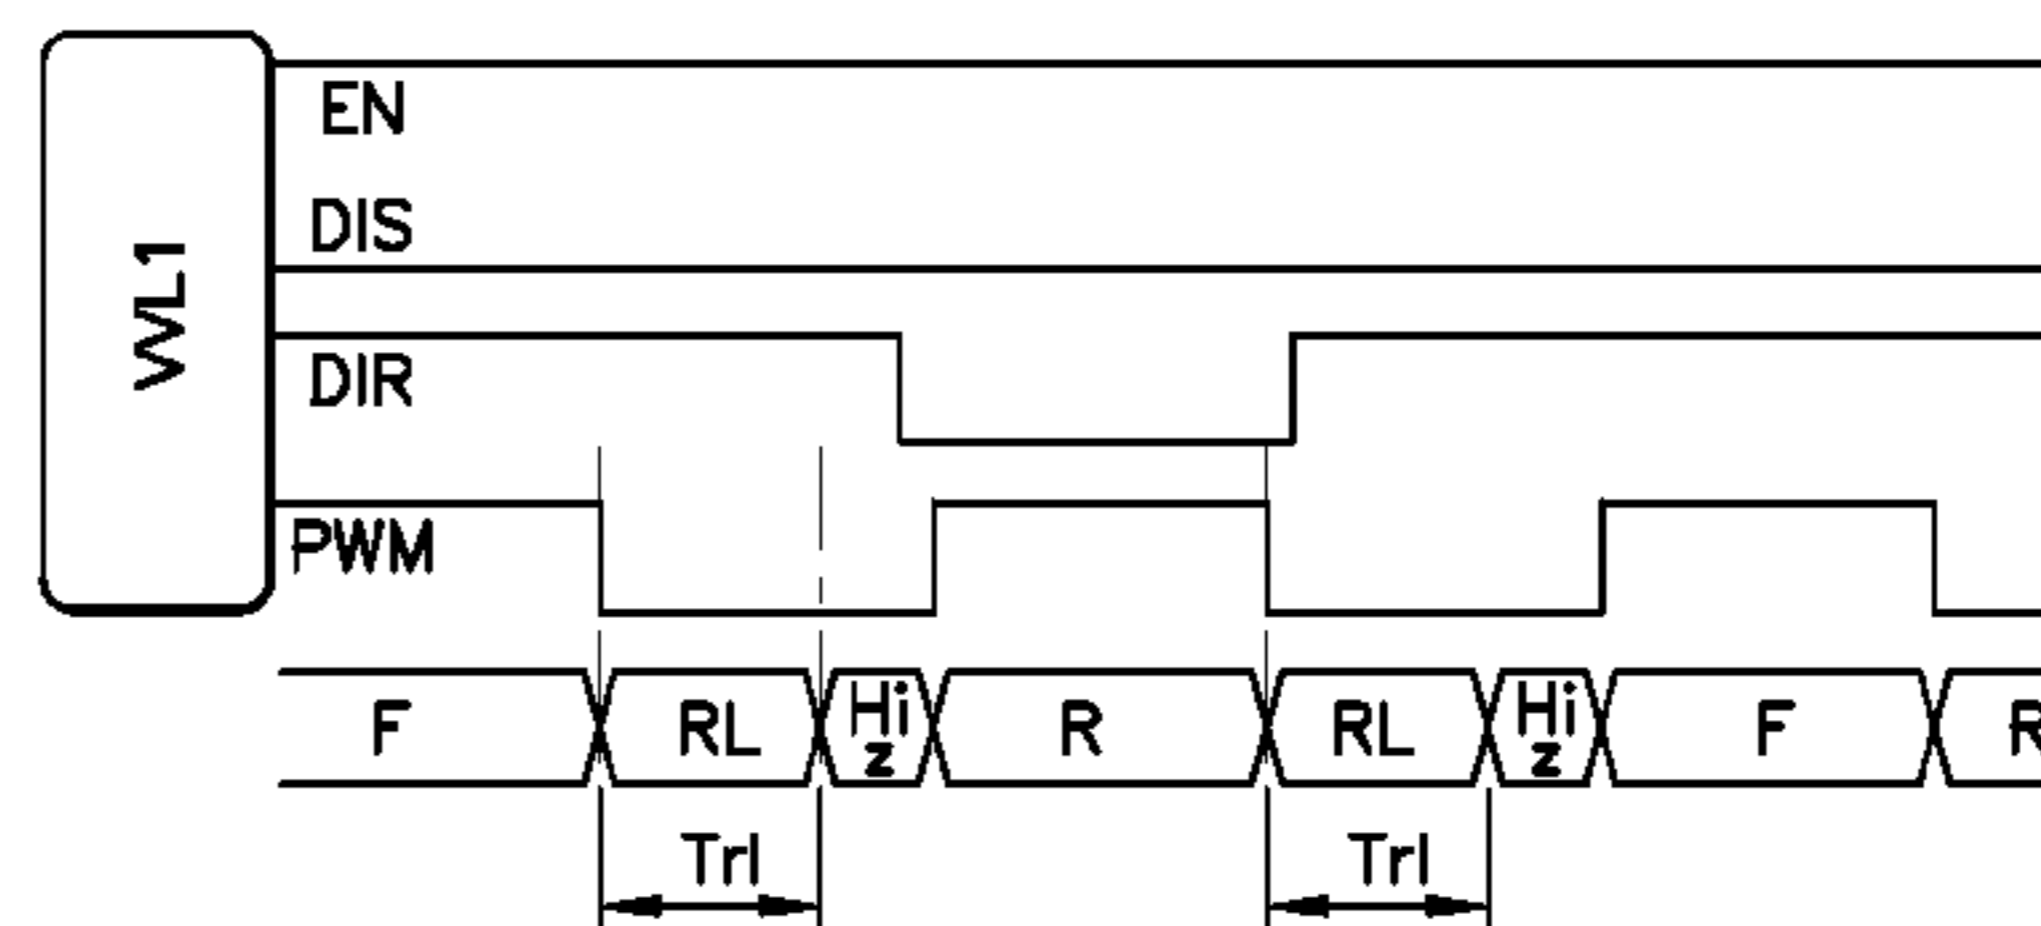 VVL1
EN
DIS
DIR
PWM
F RL Hi z R RL Hi z F R
Trl Trl